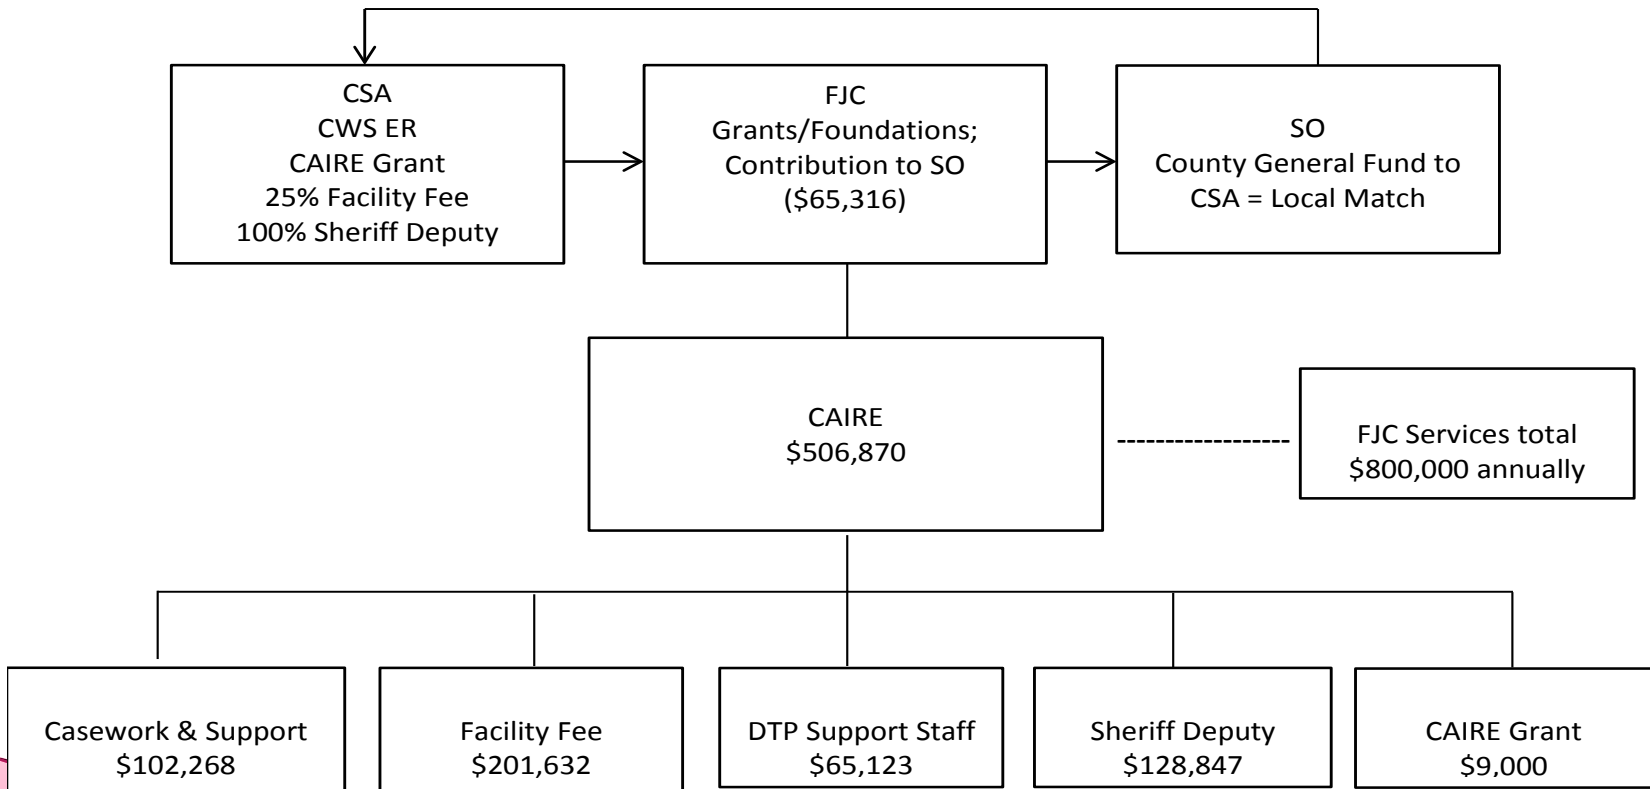 CSA
CWS ER
CAIRE Grant
25% Facility Fee
100% Sheriff Deputy
FJC
Grants/Foundations;
Contribution to SO
($65,316)
SO
County General Fund to
CSA = Local Match
CAIRE
$506,870
FJC Services total
$800,000 annually
Casework & Support
$102,268
Facility Fee
$201,632
DTP Support Staff
$65,123
Sheriff Deputy
$128,847
CAIRE Grant
$9,000